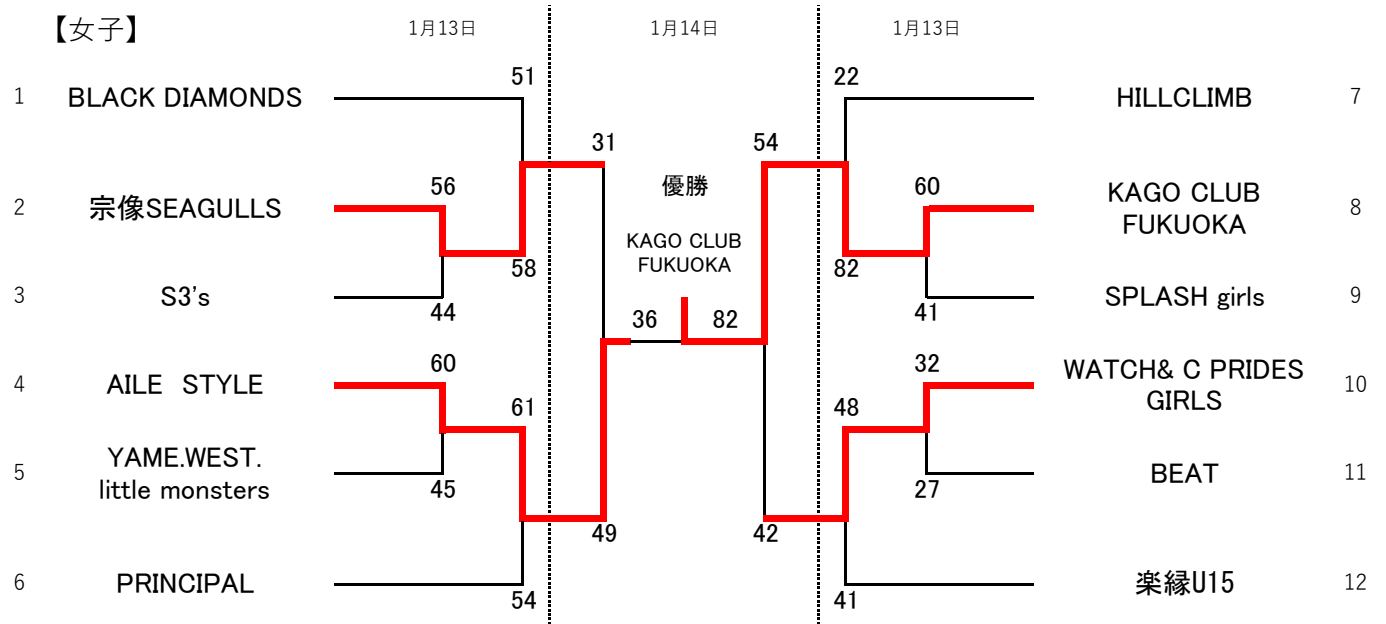 【女子】
1月13日
1月14日
1月13日
51
22
1
BLACK DIAMONDS
HILLCLIMB
7
31
54
優勝
56
60
2
宗像SEAGULLS
KAGO CLUB
FUKUOKA
8
KAGO CLUB
FUKUOKA
58
82
3
S3's
SPLASH girls
9
44
41
36
82
60
32
4
AILE　STYLE
WATCH& C PRIDES
GIRLS
10
61
48
5
YAME.WEST.
little monsters
BEAT
11
45
27
49
42
6
PRINCIPAL
楽縁U15
12
54
41